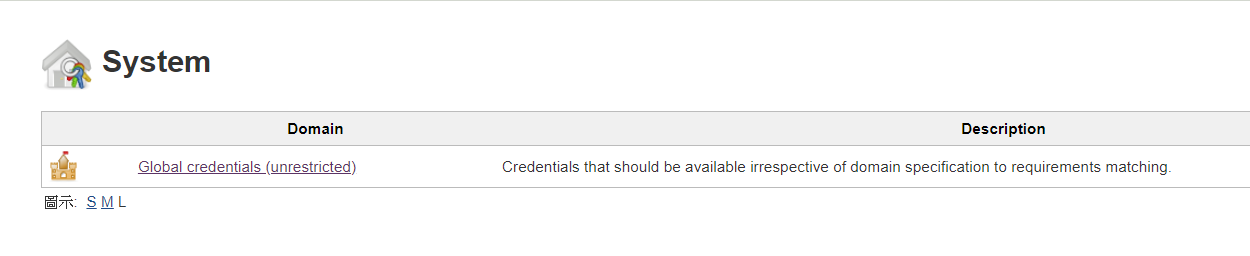 System
Domain Description
Global credentials (unrestricted) Credentials that should be available irrespective of domain specification to requirements matching.
圖示: S M L